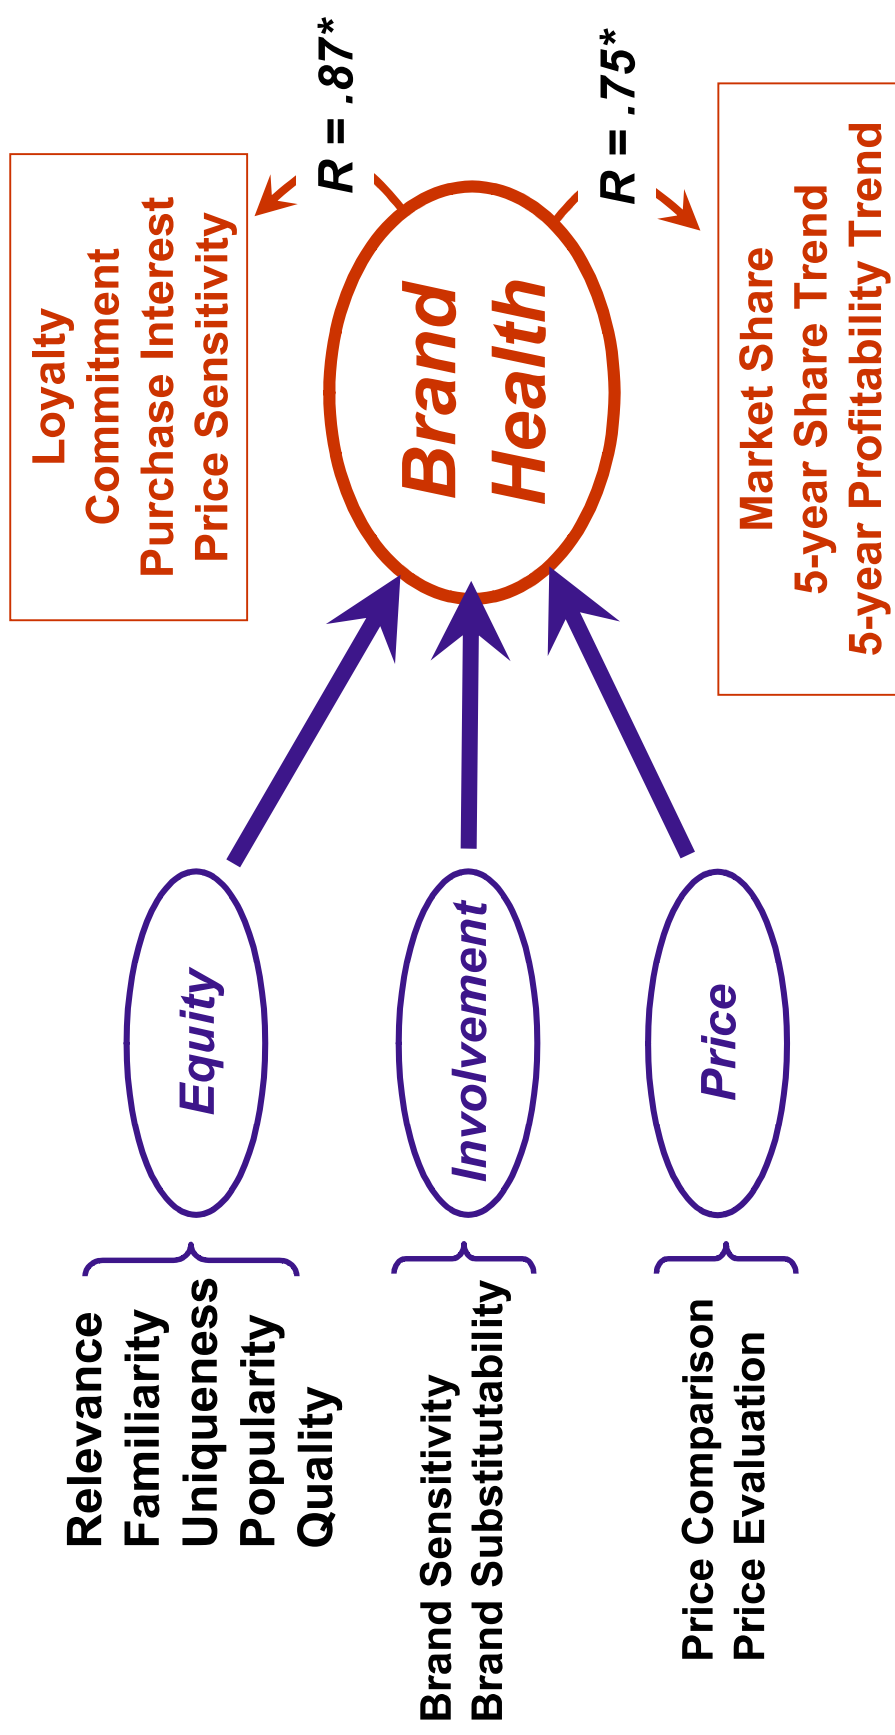 Relevance
Familiarity
Uniqueness
Popularity
Quality
Brand Sensitivity
Brand Substitutability
Price Comparison
Price Evaluation
Equity
Involvement
Price
Brand
Health
Loyalty
Commitment
Purchase Interest
Price Sensitivity
R = .87*
R = .75*
Market Share
5-year Share Trend
5-year Profitability Trend